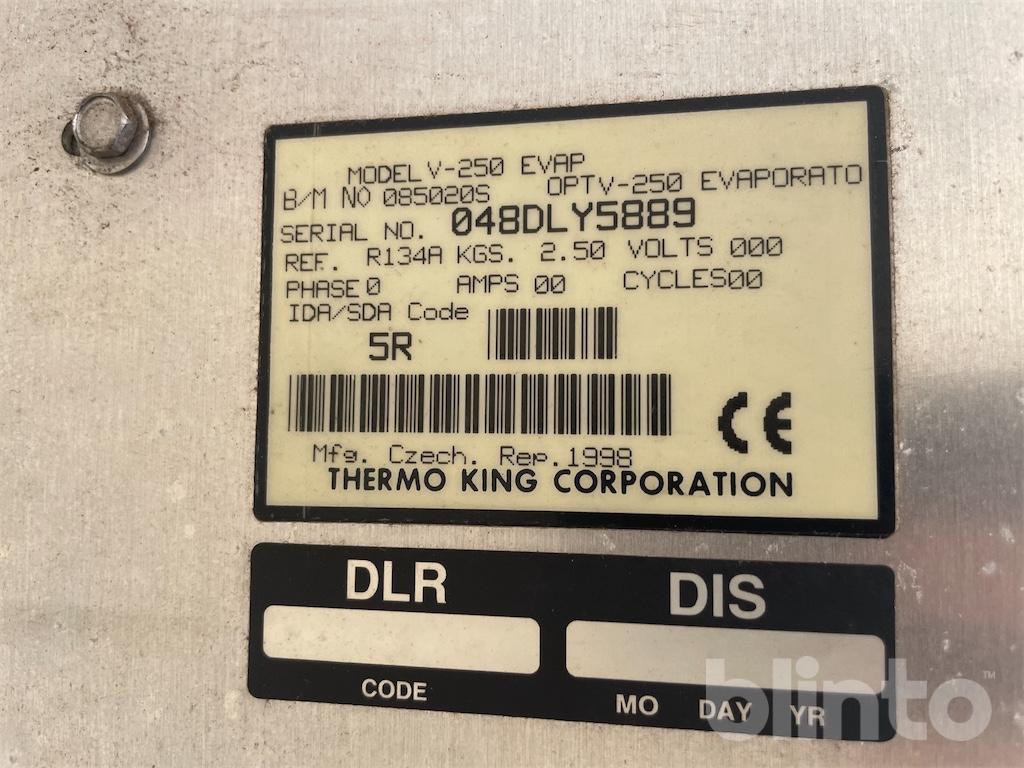 MODEL V-250 EVAP
B/M NO 085020S OPTV-250 EVAPORATO
SERIAL NO. 048DLY5889
REF. R134A KGS. 2.50 VOLTS 000
PHASE 0 AMPS 00 CYCLES00
IDA/SDA Code
5R
CE
Mfg. Czech. Rep.1998
THERMO KING CORPORATION
DLR DIS
CODE MO DAY YR
blinto™